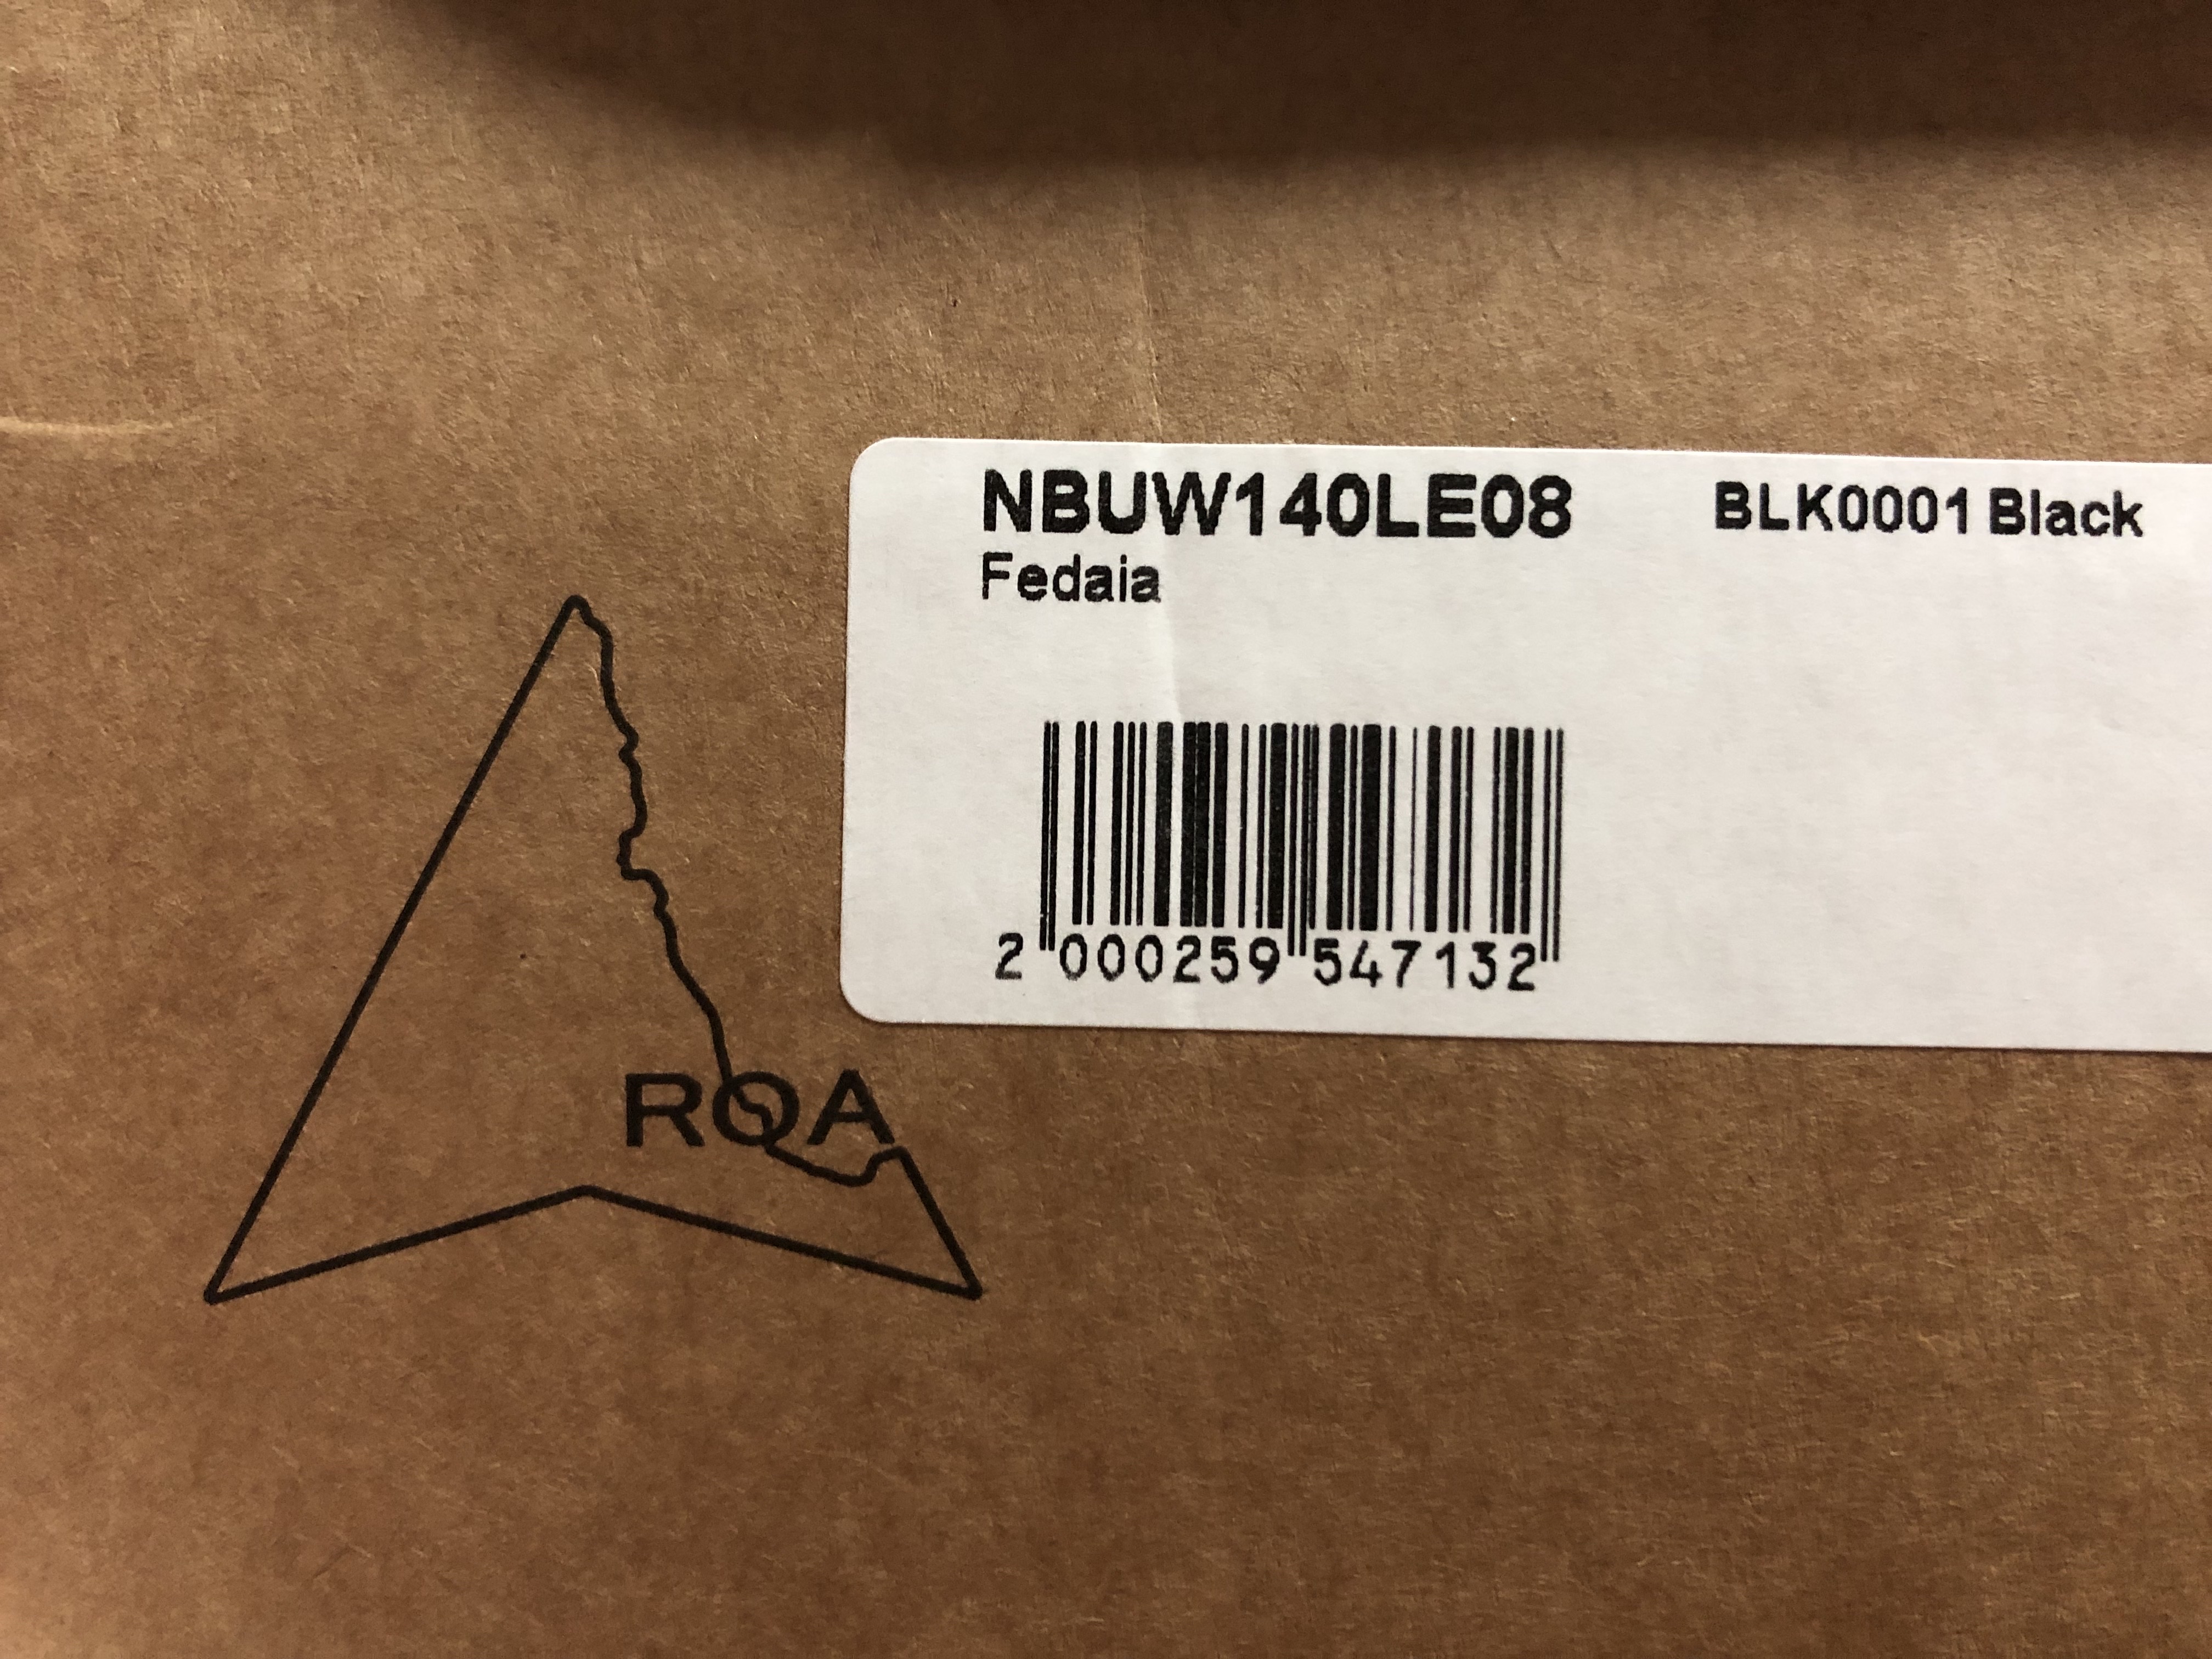 NBUW140LE08 BLK0001 Black
Fedaia
2 000259 547132
ROA